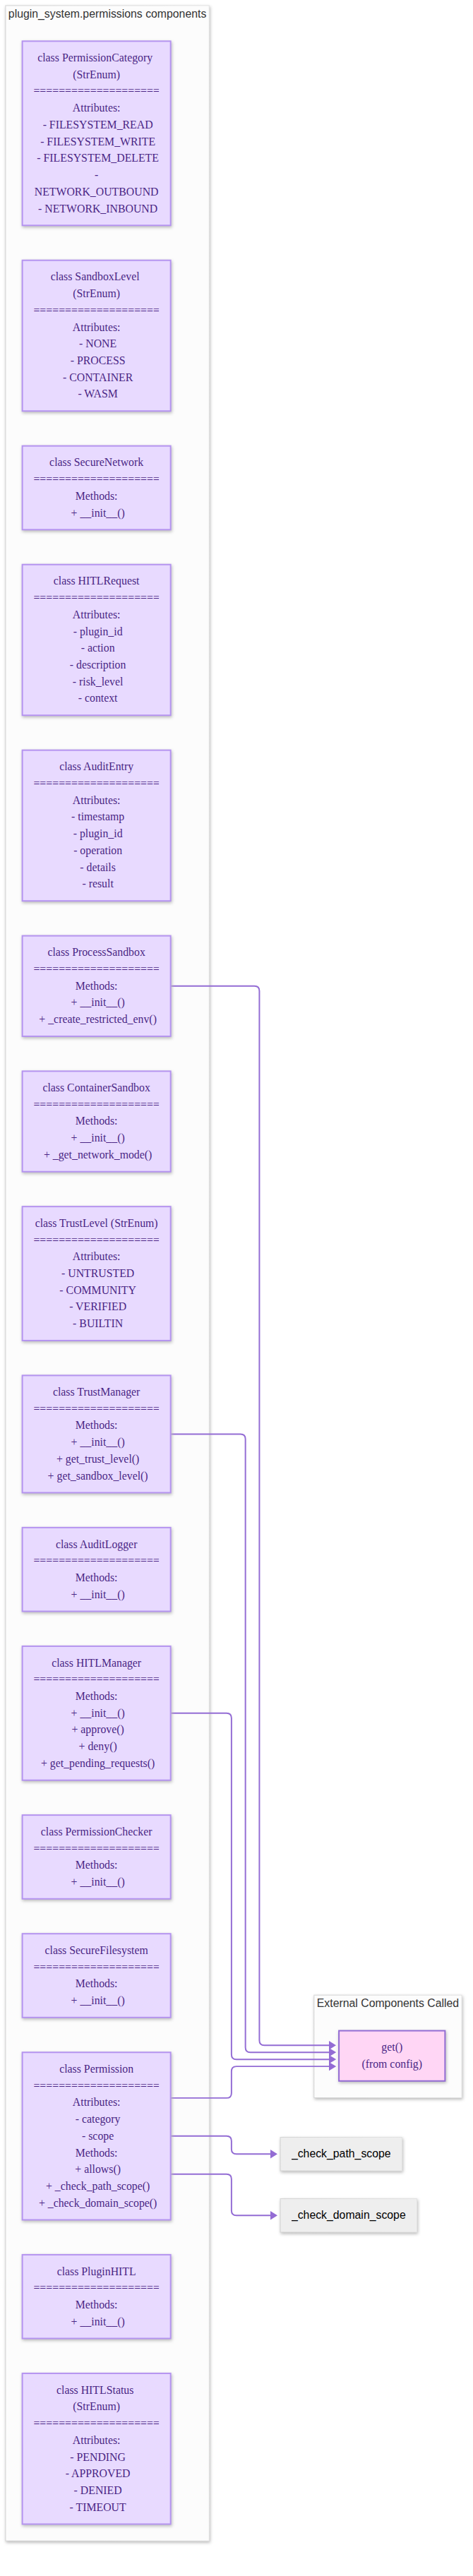 plugin_system.permissions components
class PermissionCategory
(StrEnum)
====================
Attributes:
- FILESYSTEM_READ
- FILESYSTEM_WRITE
- FILESYSTEM_DELETE
-
NETWORK_OUTBOUND
- NETWORK_INBOUND
class SandboxLevel
(StrEnum)
====================
Attributes:
- NONE
- PROCESS
- CONTAINER
- WASM
class SecureNetwork
====================
Methods:
+ __init__()
class HITLRequest
====================
Attributes:
- plugin_id
- action
- description
- risk_level
- context
class AuditEntry
====================
Attributes:
- timestamp
- plugin_id
- operation
- details
- result
class ProcessSandbox
====================
Methods:
+ __init__()
+ _create_restricted_env()
class ContainerSandbox
====================
Methods:
+ __init__()
+ _get_network_mode()
class TrustLevel (StrEnum)
====================
Attributes:
- UNTRUSTED
- COMMUNITY
- VERIFIED
- BUILTIN
class TrustManager
====================
Methods:
+ __init__()
+ get_trust_level()
+ get_sandbox_level()
class AuditLogger
====================
Methods:
+ __init__()
class HITLManager
====================
Methods:
+ __init__()
+ approve()
+ deny()
+ get_pending_requests()
class PermissionChecker
====================
Methods:
+ __init__()
class SecureFilesystem
====================
Methods:
+ __init__()
External Components Called
get()
(from config)
class Permission
====================
Attributes:
- category
- scope
Methods:
+ allows()
+ _check_path_scope()
+ _check_domain_scope()
_check_path_scope
_check_domain_scope
class PluginHITL
====================
Methods:
+ __init__()
class HITLStatus
(StrEnum)
====================
Attributes:
- PENDING
- APPROVED
- DENIED
- TIMEOUT